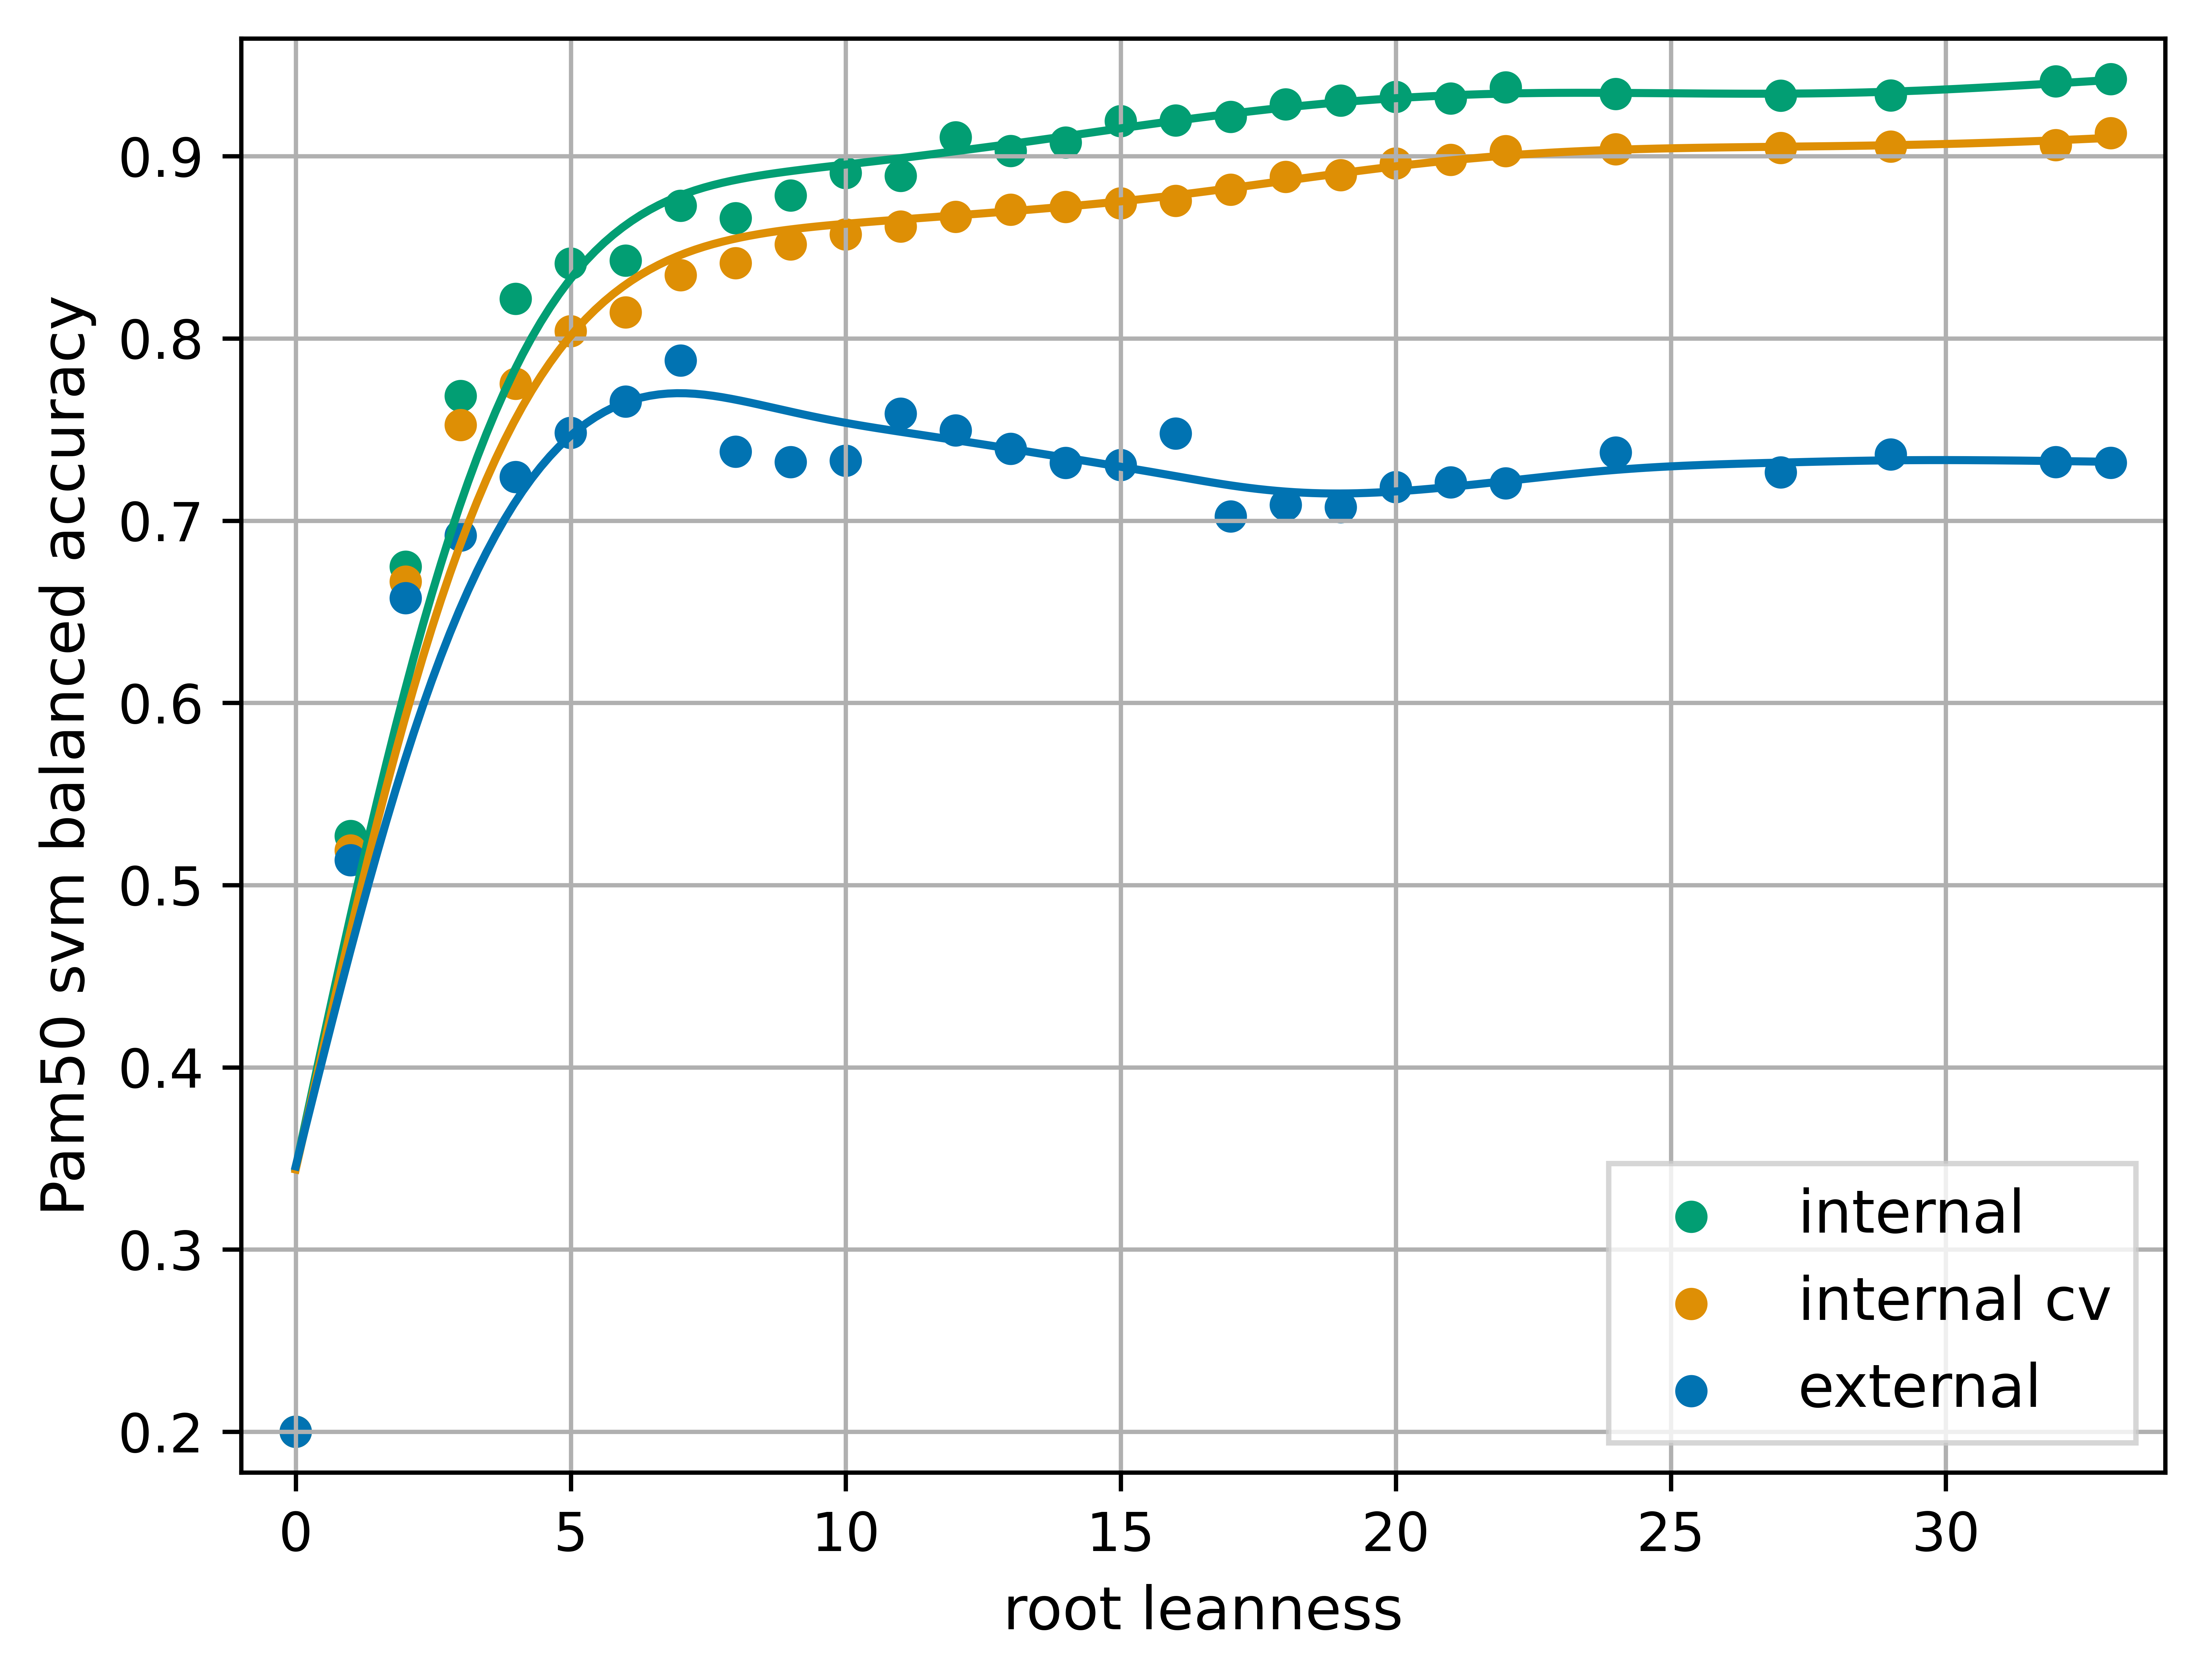 Pam50 svm balanced accuracy
0.9
0.8
0.7
0.6
0.5
0.4
0.3
0.2
internal
internal cv
external
0 5 10 15 20 25 30
root leanness